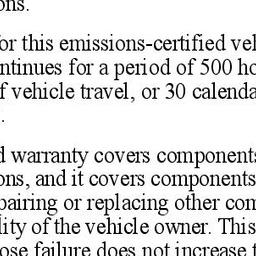 ons.
for this emissions-certified veh
ntinues for a period of 500 ho
f vehicle travel, or 30 calenda
.
d warranty covers components
ons, and it covers components
pairing or replacing other com
lity of the vehicle owner. This
ose failure does not increase t